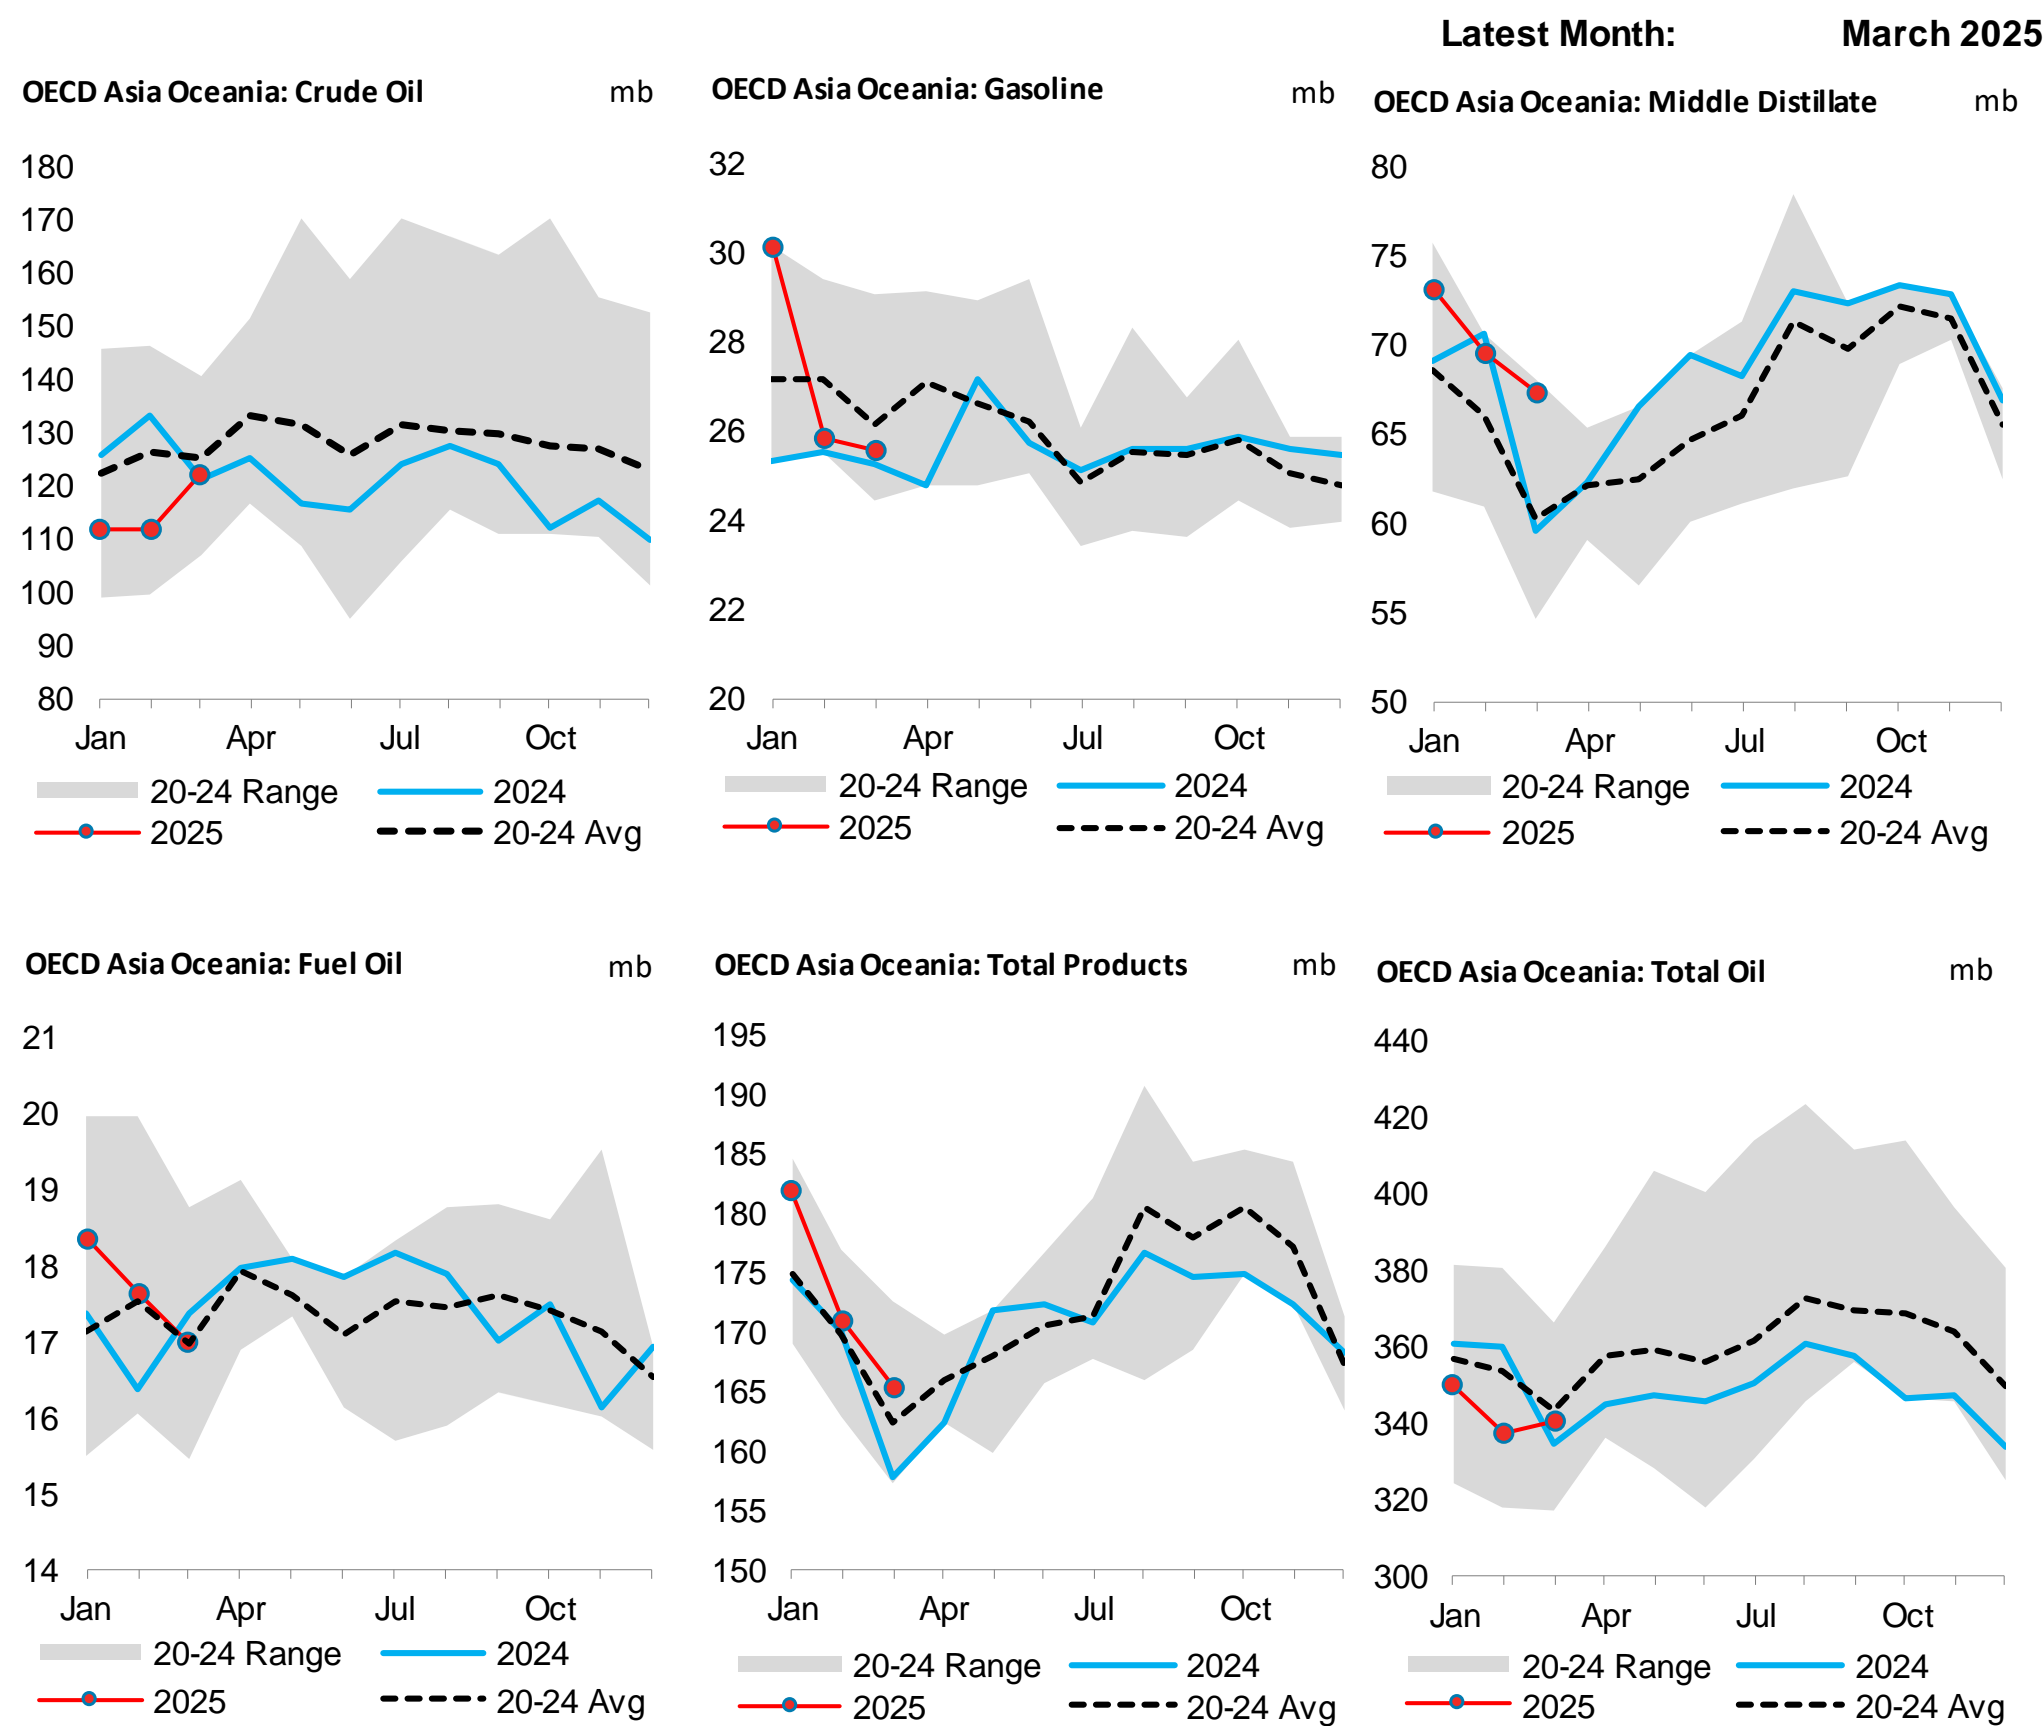 Latest Month: March 2025
OECD Asia Oceania: Crude Oil mb
180
170
160
150
140
130
120
110
100
90
80
Jan Apr Jul Oct
20-24 Range 2024
2025 20-24 Avg
OECD Asia Oceania: Gasoline mb
32
30
28
26
24
22
20
Jan Apr Jul Oct
20-24 Range 2024
2025 20-24 Avg
OECD Asia Oceania: Middle Distillate mb
80
75
70
65
60
55
50
Jan Apr Jul Oct
20-24 Range 2024
2025 20-24 Avg
OECD Asia Oceania: Fuel Oil mb
21
20
19
18
17
16
15
14
Jan Apr Jul Oct
20-24 Range 2024
2025 20-24 Avg
OECD Asia Oceania: Total Products mb
195
190
185
180
175
170
165
160
155
150
Jan Apr Jul Oct
20-24 Range 2024
2025 20-24 Avg
OECD Asia Oceania: Total Oil mb
440
420
400
380
360
340
320
300
Jan Apr Jul Oct
20-24 Range 2024
2025 20-24 Avg